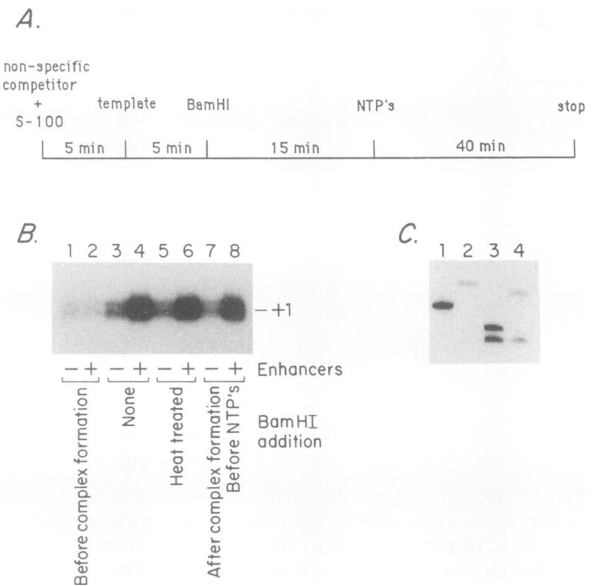 A.
non-specific
competitor
+
S-100
template
BamHI
NTP's
stop
5 min
5 min
15 min
40 min
B.
1 2 3 4 5 6 7 8
-+1
- + - + - + - + Enhancers
Before complex formation
None
Heat treated
After complex formation
Before NTP's
BamHI
addition
C.
1 2 3 4